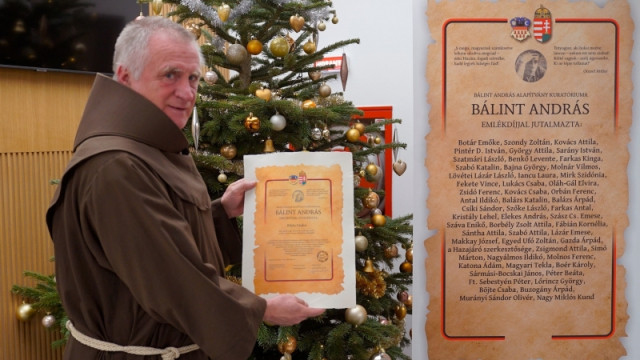 BÁLINT ANDRÁS
BÁLINT ANDRÁS ALAPÍTVÁNY KURATÓRIUMA
BÁLINT ANDRÁS
EMLÉKDÍJJAL JUTALMAZTA:
Botár Emőke, Szondy Zoltán, Kovács Attila,
Pintér D. István, György Attila, Sarány István,
Szatmári László, Benkő Levente, Farkas Kinga,
Szabó Katalin, Bajna György, Molnár Vilmos,
Lövétei Lázár László, Iancu Laura, Mirk Szidónia,
Fekete Vince, Lukács Csaba, Oláh-Gál Elvira,
Zsidó Ferenc, Kovács Csaba, Orbán Ferenc,
Antal Ildikó, Balázs Katalin, Balázs Árpád,
Csíki Sándor, Szőke László, Farkas Antal,
Kristály Lehel, Elekes András, Szász Cs. Emese,
Száva Enikő, Borbély Zsolt Attila, Fábián Kornélia,
Sántha Attila, Szabó Attila, Lázár Emese,
Makkay József, Egyed Ufó Zoltán, Gazda Árpád,
a Hazajáró szerkesztősége, Zsigmond Attila, Simó
Márton, Nagyálmos Ildikó, Molnos Ferenc,
Katona Ádám, Magyari Tekla, Boér Károly,
Sármási-Bocskai János, Péter Beáta,
Ft. Sebestyén Péter, Lőrincz György,
Böjte Csaba, Buzogány Árpád,
Murányi Sándor Olivér, Nagy Miklós Kund